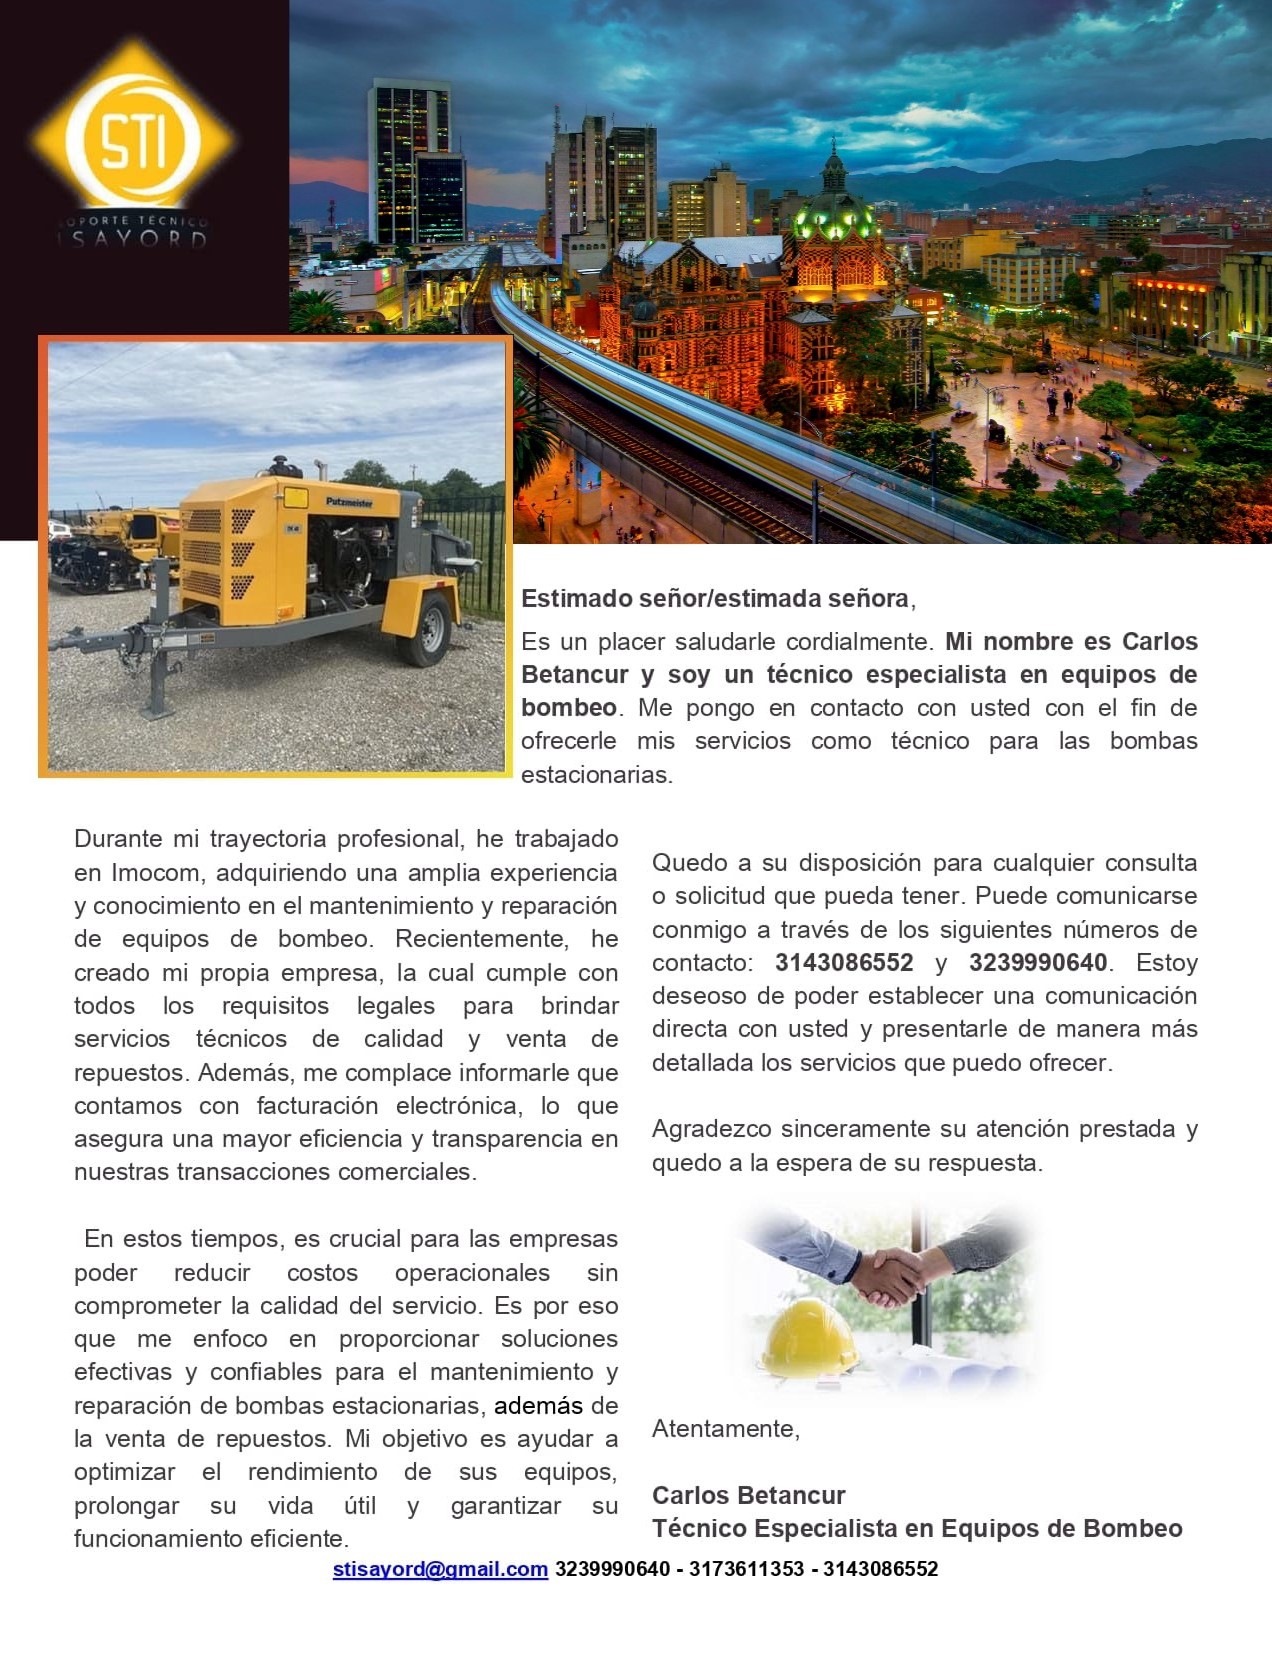 STI
SOPORTE TÉCNICO
ISAYORD
Putzmeister
Estimado señor/estimada señora,
Es un placer saludarle cordialmente. Mi nombre es Carlos
Betancur y soy un técnico especialista en equipos de
bombeo. Me pongo en contacto con usted con el fin de
ofrecerle mis servicios como técnico para las bombas
estacionarias.
Durante mi trayectoria profesional, he trabajado
en Imocom, adquiriendo una amplia experiencia
y conocimiento en el mantenimiento y reparación
de equipos de bombeo. Recientemente, he
creado mi propia empresa, la cual cumple con
todos los requisitos legales para brindar
servicios técnicos de calidad y venta de
repuestos. Además, me complace informarle que
contamos con facturación electrónica, lo que
asegura una mayor eficiencia y transparencia en
nuestras transacciones comerciales.
En estos tiempos, es crucial para las empresas
poder reducir costos operacionales sin
comprometer la calidad del servicio. Es por eso
que me enfoco en proporcionar soluciones
efectivas y confiables para el mantenimiento y
reparación de bombas estacionarias, además de
la venta de repuestos. Mi objetivo es ayudar a
optimizar el rendimiento de sus equipos,
prolongar su vida útil y garantizar su
funcionamiento eficiente.
Quedo a su disposición para cualquier consulta
o solicitud que pueda tener. Puede comunicarse
conmigo a través de los siguientes números de
contacto: 3143086552 y 3239990640. Estoy
deseoso de poder establecer una comunicación
directa con usted y presentarle de manera más
detallada los servicios que puedo ofrecer.
Agradezco sinceramente su atención prestada y
quedo a la espera de su respuesta.
Atentamente,
Carlos Betancur
Técnico Especialista en Equipos de Bombeo
stisayord@gmail.com 3239990640 - 3173611353 - 3143086552